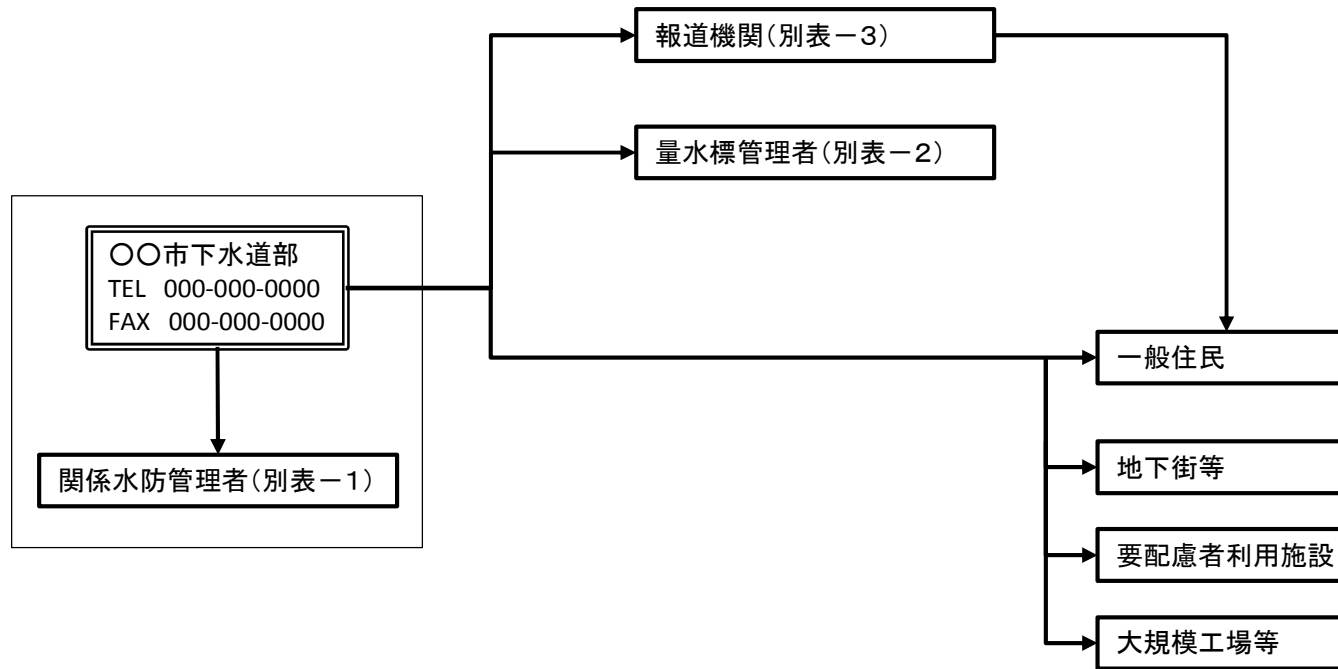 報道機関(別表－3)
量水標管理者(別表－2)
〇〇市下水道部
TEL 000-000-0000
FAX 000-000-0000
関係水防管理者(別表－1)
一般住民
地下街等
要配慮者利用施設
大規模工場等